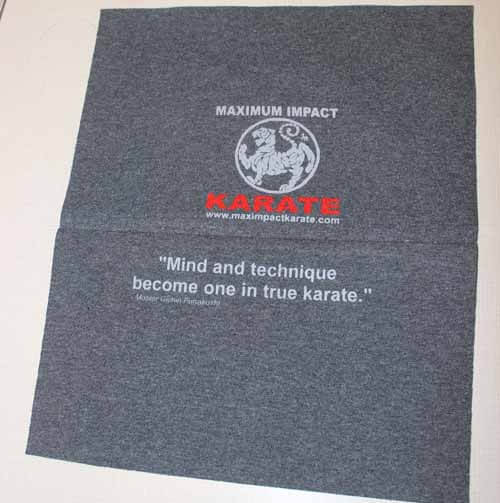 MAXIMUM IMPACT
KARATE
www.maximpactkarate.com
"Mind and technique
become one in true karate."
Master Gichin Funakoshi